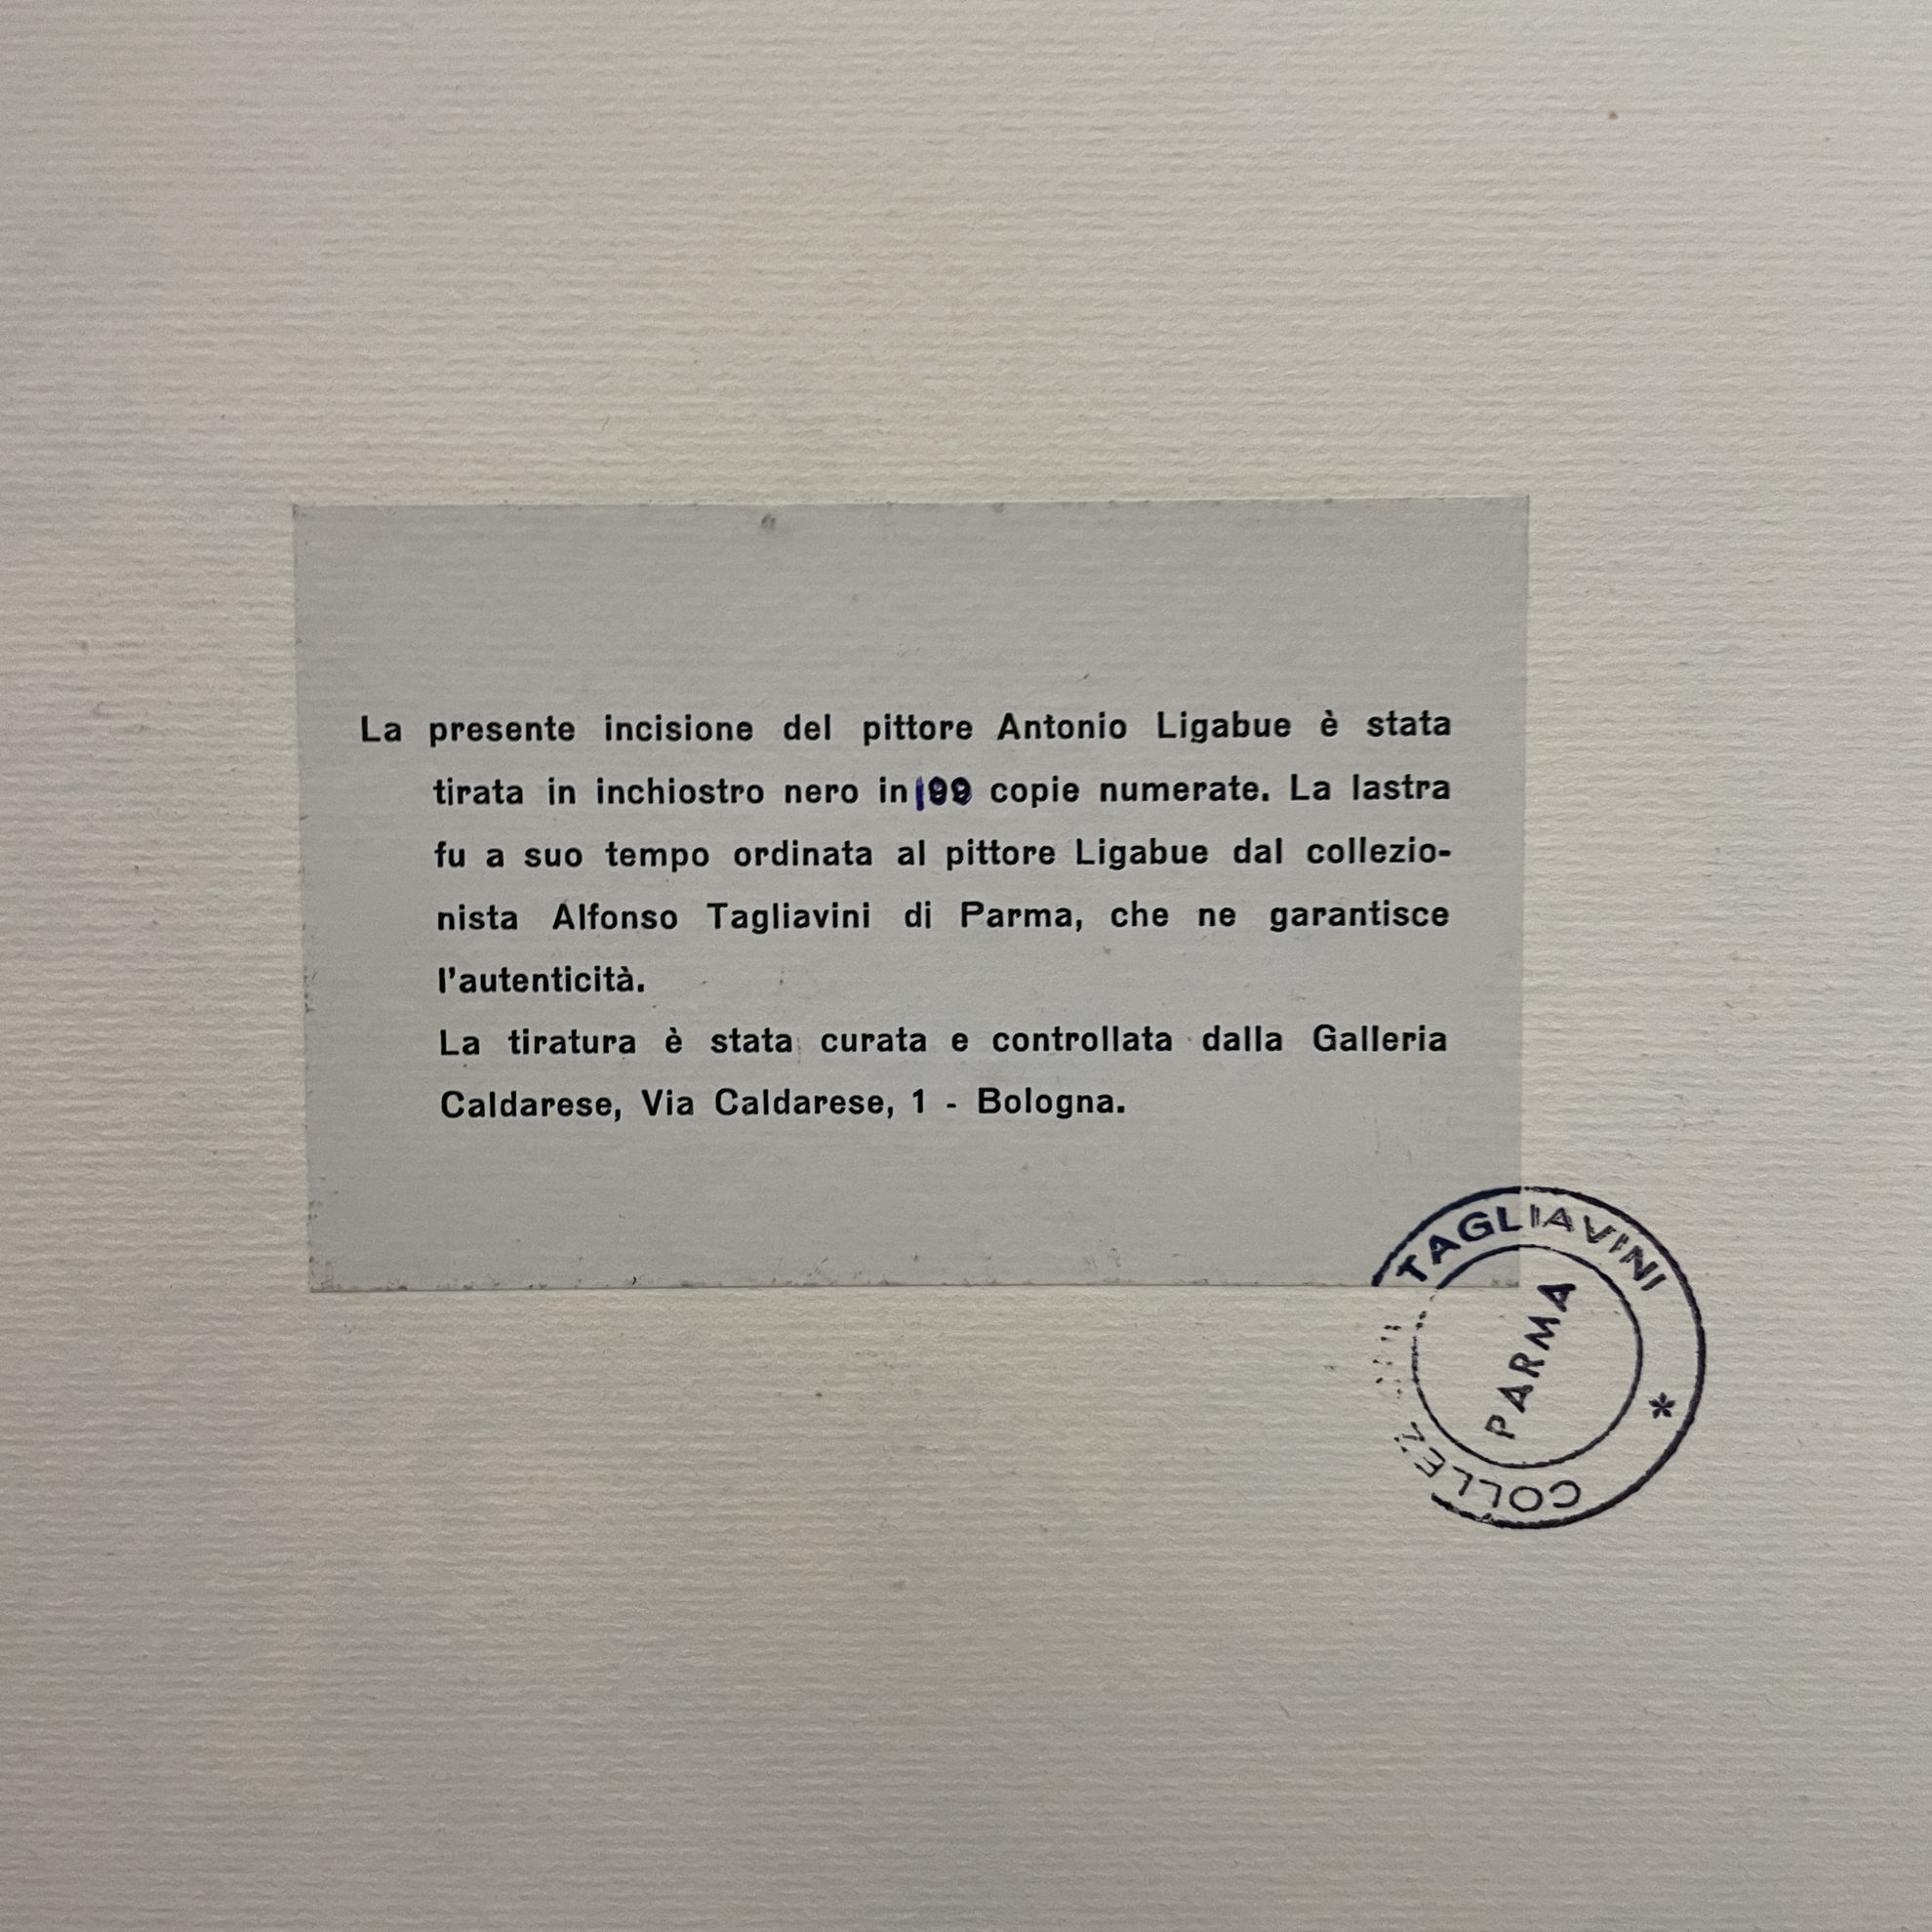 La presente incisione del pittore Antonio Ligabue è stata
tirata in inchiostro nero in 199 copie numerate. La lastra
fu a suo tempo ordinata al pittore Ligabue dal collezio-
nista Alfonso Tagliavini di Parma, che ne garantisce
l'autenticità.
La tiratura è stata curata e controllata dalla Galleria
Caldarese, Via Caldarese, 1 - Bologna.
TAGLIAVINI
PARMA
*
COLLEZ